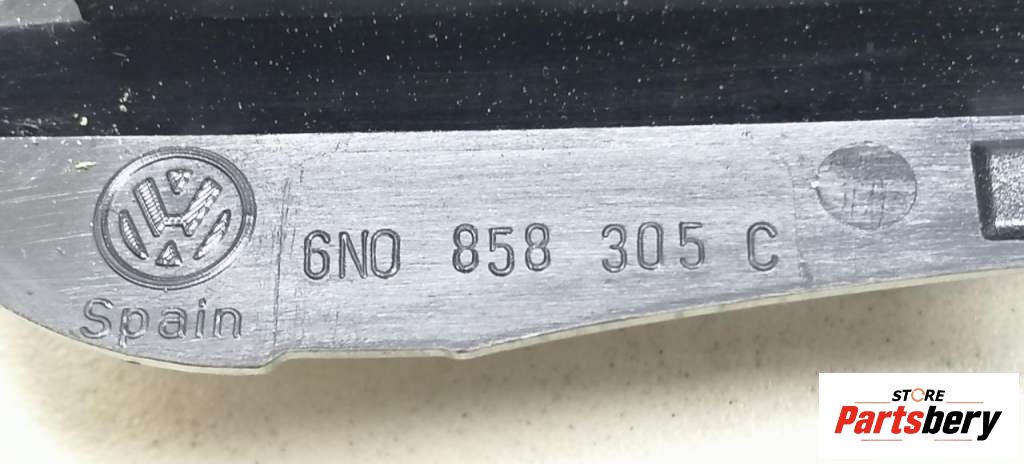 6N0 858 305 C
Spain
STORE
Partsbery